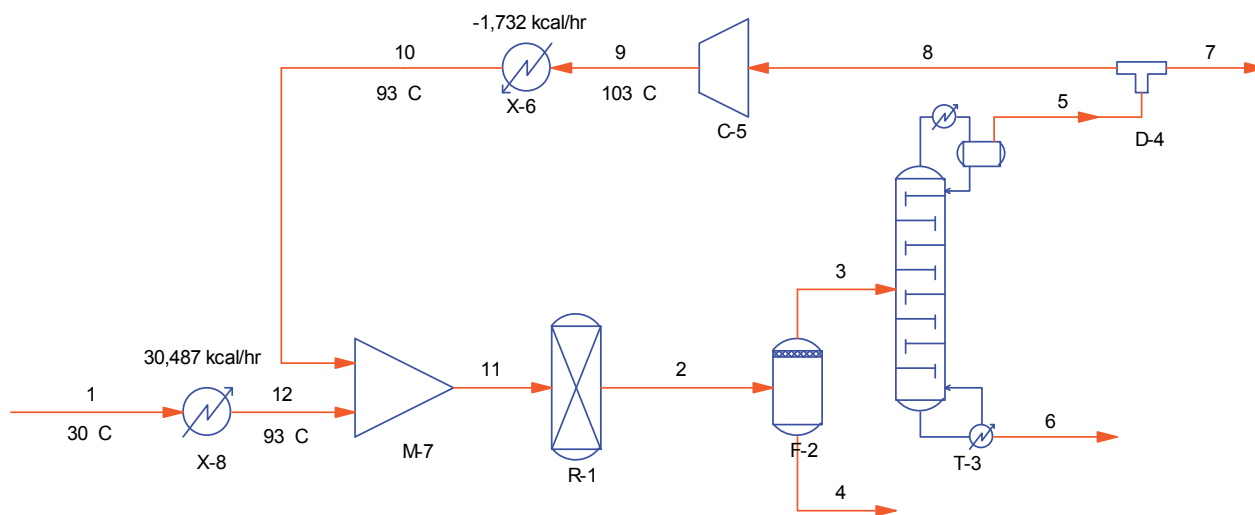 -1,732 kcal/hr
10
9
8
7
93 C
X-6
103 C
C-5
5
D-4
3
30,487 kcal/hr
1
12
11
2
30 C
93 C
X-8
M-7
R-1
F-2
T-3
6
4